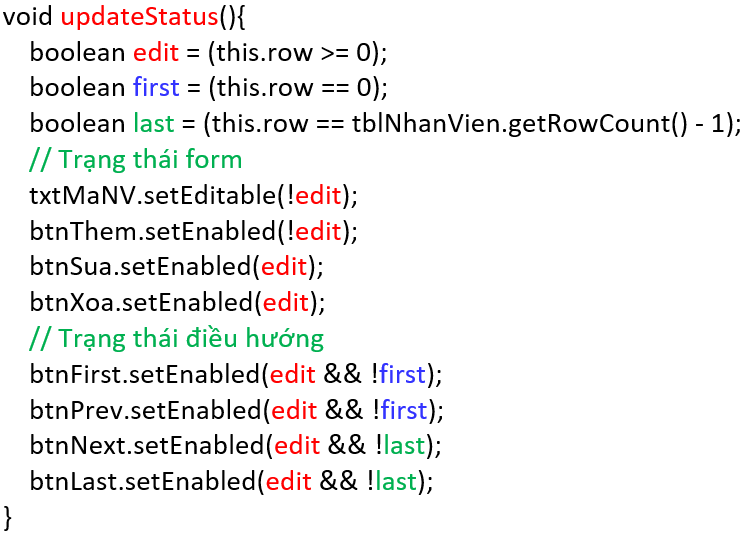 void updateStatus(){
boolean edit = (this.row >= 0);
boolean first = (this.row == 0);
boolean last = (this.row == tblNhanVien.getRowCount() - 1);
// Trạng thái form
txtMaNV.setEditable(!edit);
btnThem.setEnabled(!edit);
btnSua.setEnabled(edit);
btnXoa.setEnabled(edit);
// Trạng thái điều hướng
btnFirst.setEnabled(edit && !first);
btnPrev.setEnabled(edit && !first);
btnNext.setEnabled(edit && !last);
btnLast.setEnabled(edit && !last);
}